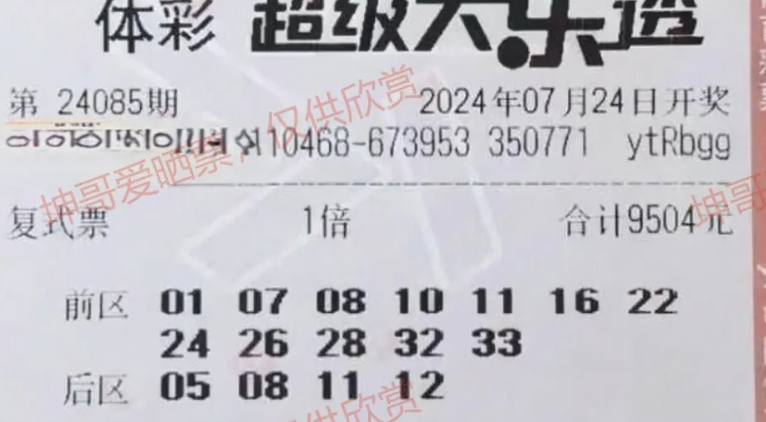 体彩 超级大乐透
第 24085期 2024年07月24日开奖
110468-673953 350771 ytRbgg
复式票 1倍 合计9504元
前区 01 07 08 10 11 16 22
24 26 28 32 33
后区 05 08 11 12
坤哥爱晒票，仅供欣赏
坤哥
仅供欣赏